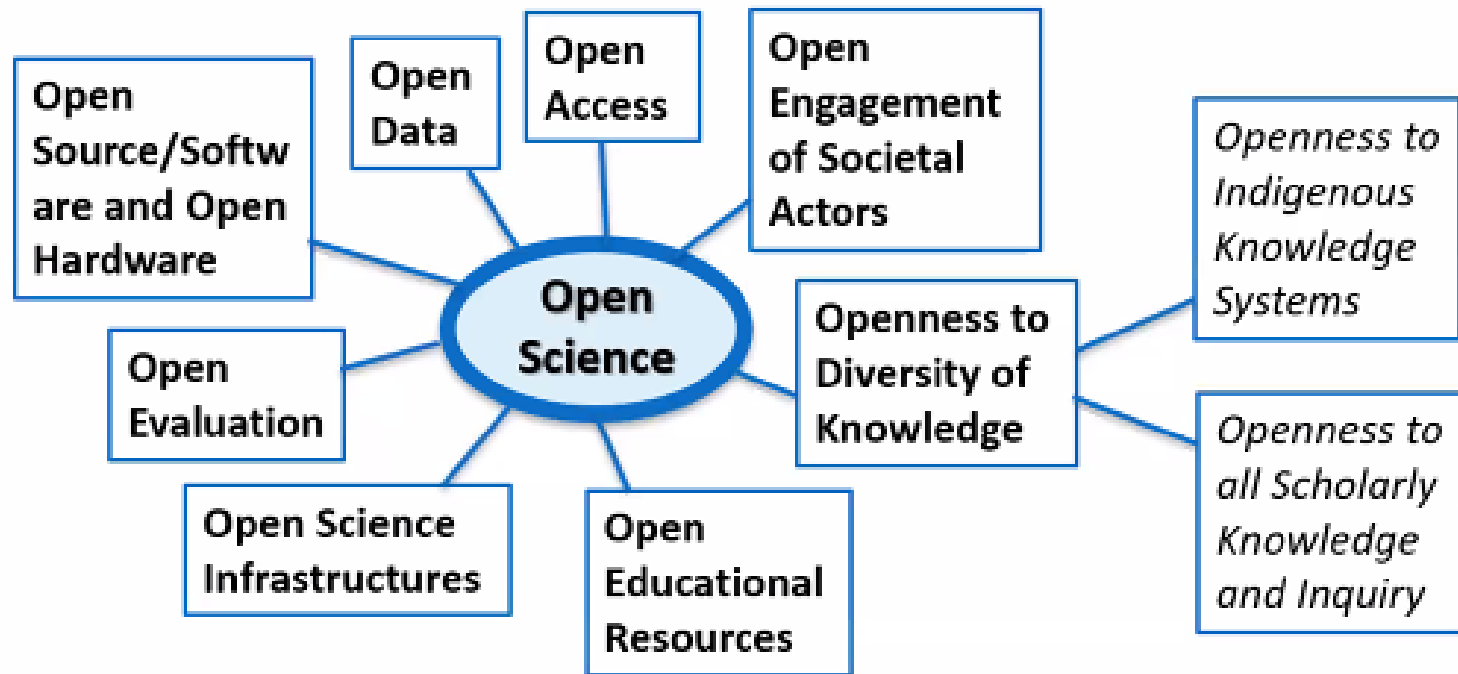 Open
Source/Softw
are and Open
Hardware
Open
Data
Open
Access
Open
Engagement
of Societal
Actors
Openness to
Indigenous
Knowledge
Systems
Open
Science
Openness to
Diversity of
Knowledge
Open
Evaluation
Openness to
all Scholarly
Knowledge
and Inquiry
Open Science
Infrastructures
Open
Educational
Resources